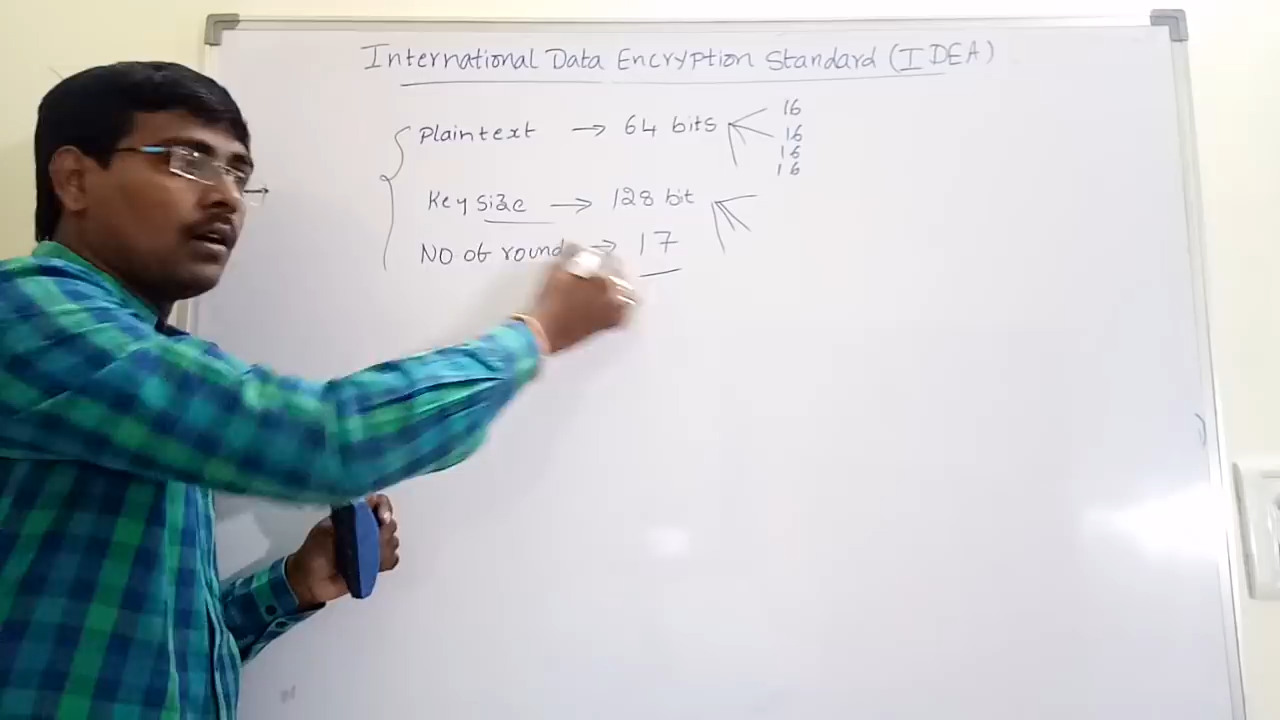 International Data Encryption Standard (IDEA)
Plaintext → 64 bits
16
16
16
16
Key size → 128 bit
NO of round → 17